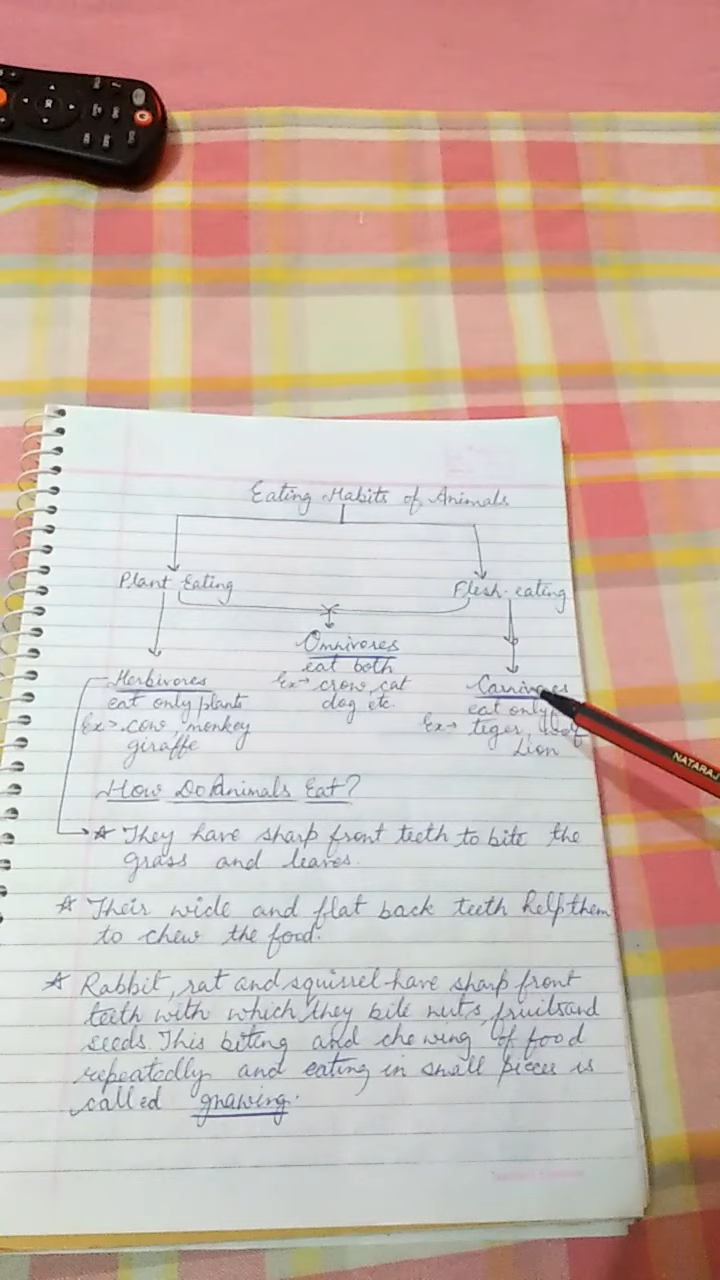 Eating Habits of Animals
Plant Eating
Flesh-eating
Omnivores
eat both
Ex→ crow, cat
dog etc.
Herbivores
eat only plants
Ex→ cow, monkey
giraffe
Carnivores
eat only
Ex→ teger,
Lion
NATARAJ
How Do Animals Eat?
☆ They have sharp front teeth to bite the
grass and leaves.
☆ Their wide and flat back teeth help them
to chew the food.
☆ Rabbit, rat and squirrel have sharp front
teeth with which they bite nuts, fruits and
seeds. This biting and chewing of food
repeatedly and eating in small pieces is
called gnawing.